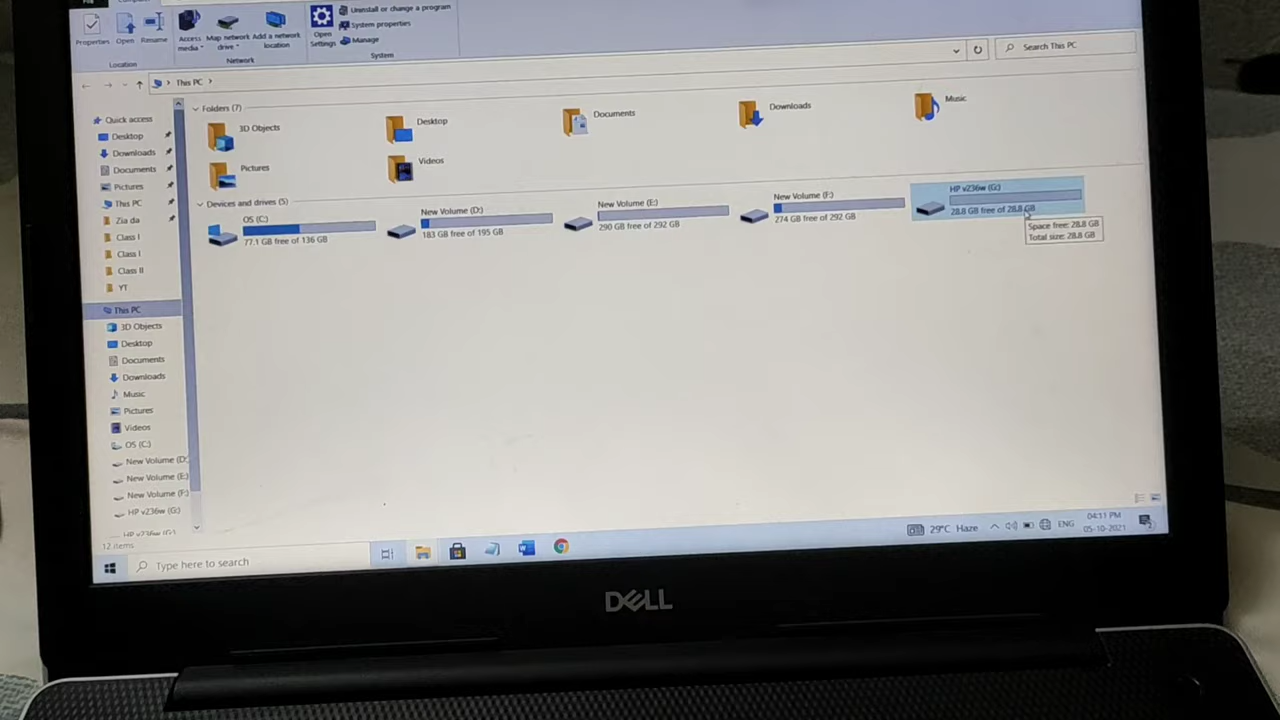 Uninstall or change a program
System properties
Manage
Properties
Open
Rename
Access media
Map network drive
Add a network location
Open Settings
Location
Network
System
This PC
Search This PC
Quick access
Desktop
Downloads
Documents
Pictures
This PC
Zia da
Class I
Class I
Class II
YT
This PC
3D Objects
Desktop
Documents
Downloads
Music
Pictures
Videos
OS (C:)
New Volume (D:
New Volume (E:)
New Volume (F:)
HP v236w (G:)
HP v236w (G:)
12 items
Folders (7)
3D Objects
Desktop
Documents
Downloads
Music
Pictures
Videos
Devices and drives (5)
OS (C:)
77.1 GB free of 136 GB
New Volume (D:)
183 GB free of 195 GB
New Volume (E:)
290 GB free of 292 GB
New Volume (F:)
274 GB free of 292 GB
HP v236w (G:)
28.8 GB free of 28.8 GB
Space free: 28.8 GB
Total size: 28.8 GB
Type here to search
29°C Haze
ENG
04:11 PM
05-10-2021
2
DELL